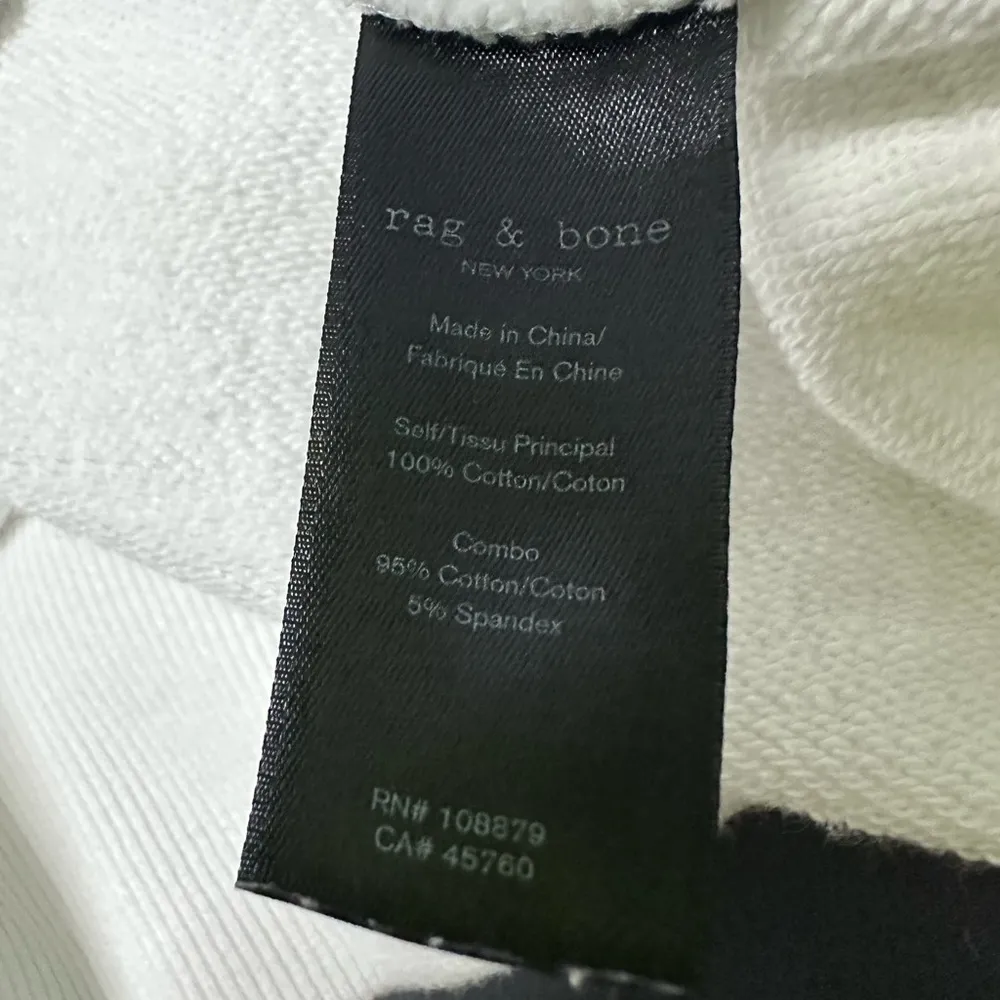 rag & bone
NEW YORK
Made in China/
Fabriqué En Chine
Self/Tissu Principal
100% Cotton/Coton
Combo
95% Cotton/Coton
5% Spandex
RN# 108879
CA# 45760